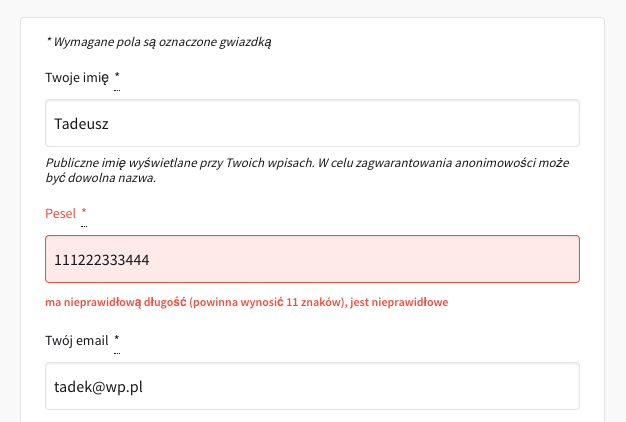 * Wymagane pola są oznaczone gwiazdką
Twoje imię *
Tadeusz
Publiczne imię wyświetlane przy Twoich wpisach. W celu zagwarantowania anonimowości może
być dowolna nazwa.
Pesel *
111222333444
ma nieprawidłową długość (powinna wynosić 11 znaków), jest nieprawidłowe
Twój email *
tadek@wp.pl